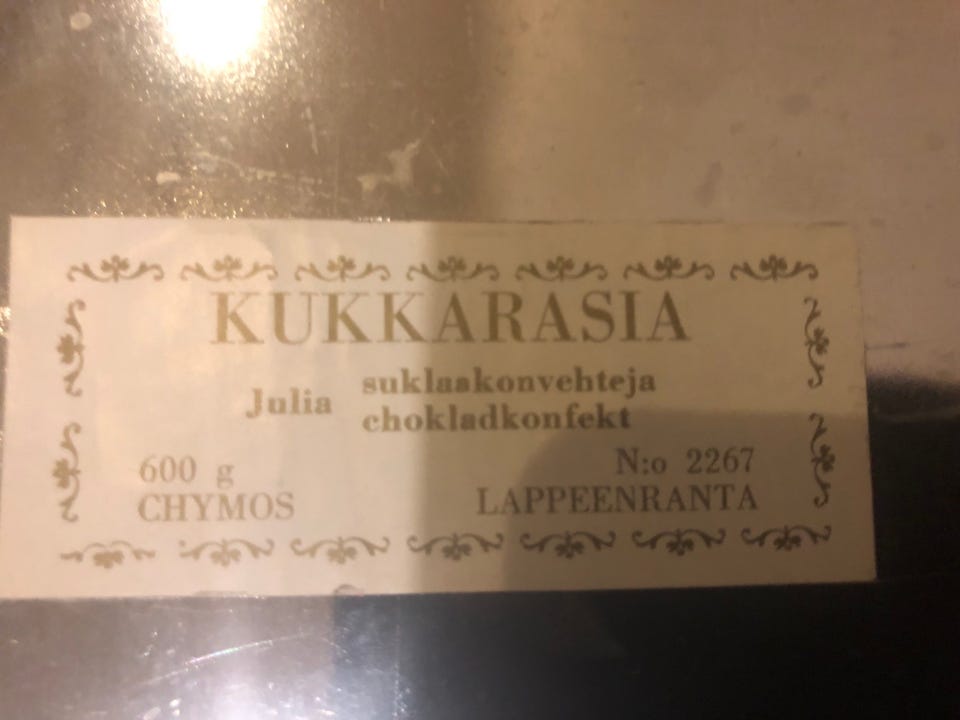 KUKKARASIA
Julia suklaakonvehteja
chokladkonfekt
600 g N:o 2267
CHYMOS LAPPEENRANTA